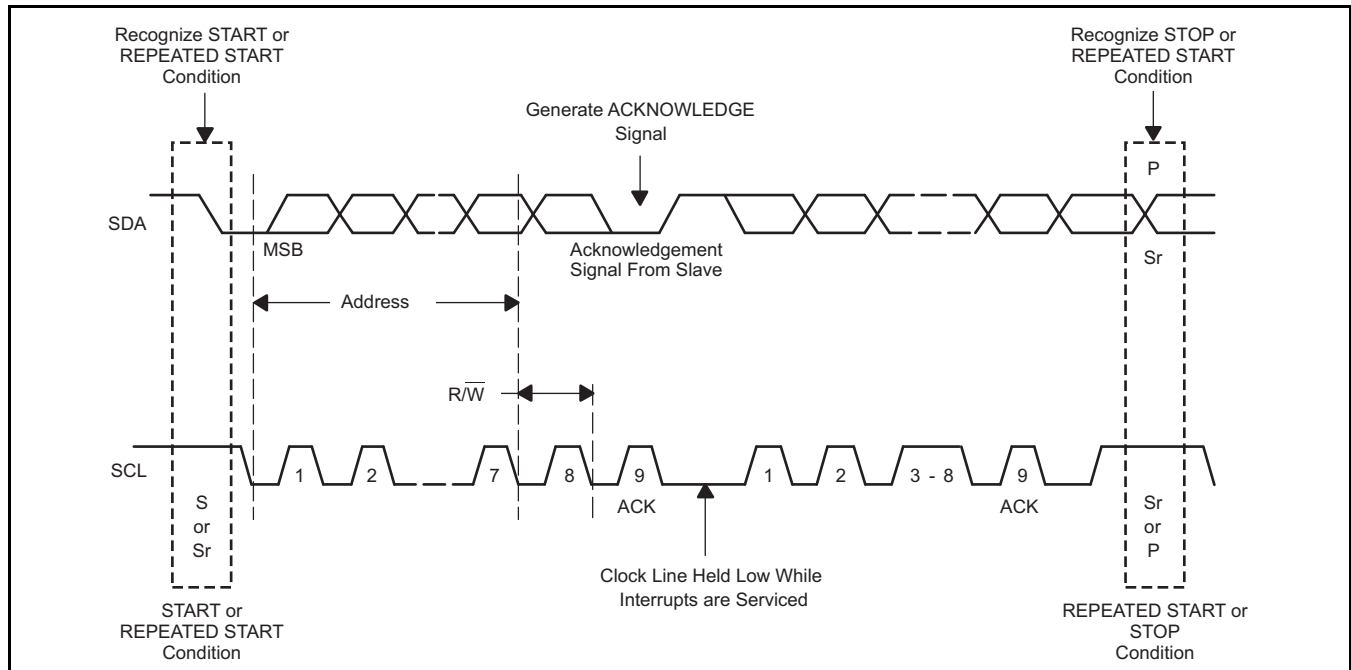 Recognize START or
REPEATED START
Condition
Recognize STOP or
REPEATED START
Condition
Generate ACKNOWLEDGE
Signal
P
SDA
MSB
Acknowledgement
Signal From Slave
Sr
Address
R/W̅
SCL
1
2
7
8
9
1
2
3 - 8
9
ACK
ACK
S
or
Sr
Sr
or
P
Clock Line Held Low While
Interrupts are Serviced
START or
REPEATED START
Condition
REPEATED START or
STOP
Condition